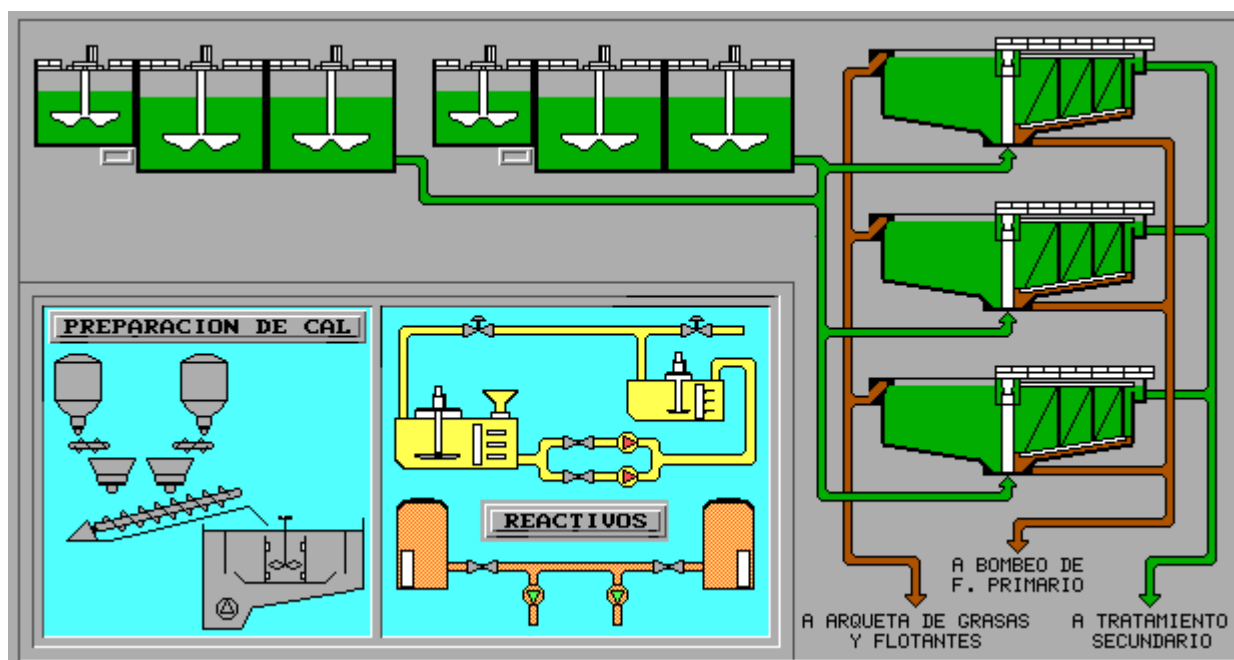 PREPARACION DE CAL
REACTIVOS
A BOMBEO DE
F. PRIMARIO
A ARQUETA DE GRASAS
Y FLOTANTES
A TRATAMIENTO
SECUNDARIO